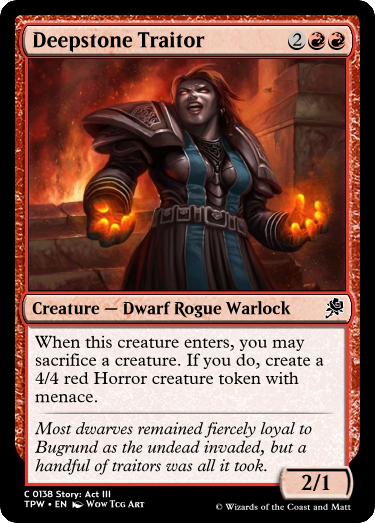 Deepstone Traitor 2
Creature — Dwarf Rogue Warlock
When this creature enters, you may
sacrifice a creature. If you do, create a
4/4 red Horror creature token with
menace.
Most dwarves remained fiercely loyal to
Bugrund as the undead invaded, but a
handful of traitors was all it took.
2/1
C 0138 Story: Act III
TPW • EN Wow Tcg Art
© Wizards of the Coast and Matt